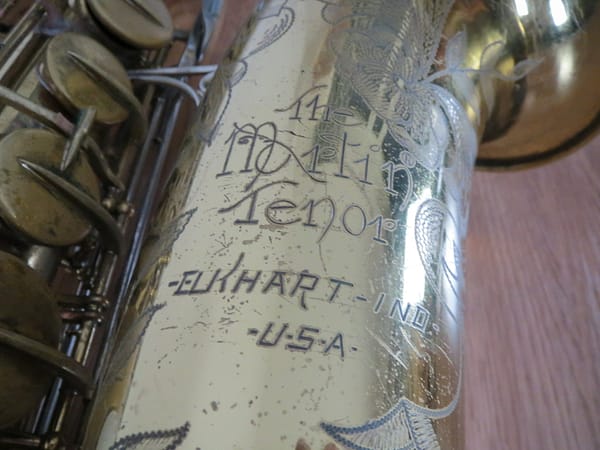 The
Martin
Tenor
-ELKHART-IND.
-U-S-A-